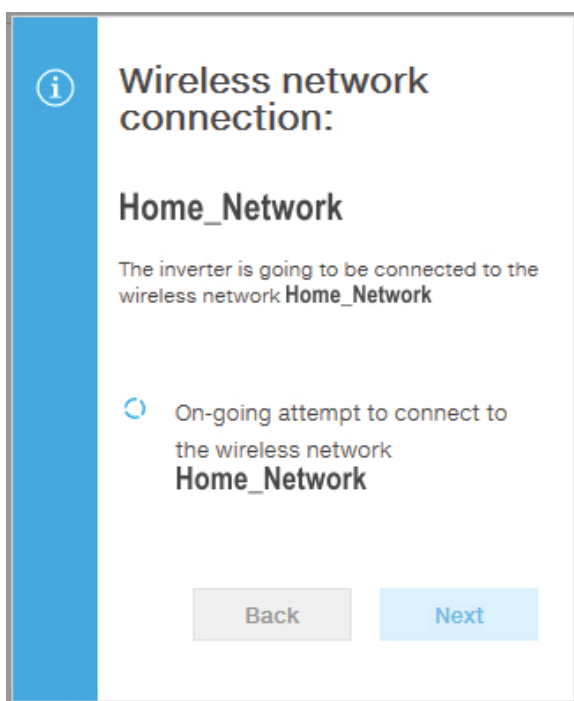 Wireless network
connection:
Home_Network
The inverter is going to be connected to the
wireless network Home_Network
On-going attempt to connect to
the wireless network
Home_Network
Back Next